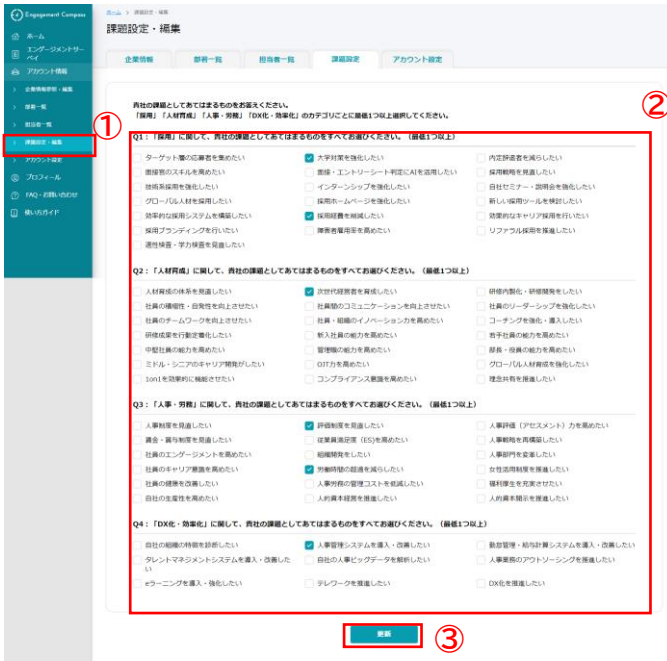 Engagement Compass
ホーム
エンゲージメントサーベイ
アカウント情報
> 企業情報参照・編集
> 部署一覧
> 担当者一覧
> 課題設定・編集
> アカウント設定
プロフィール
FAQ・お問い合わせ
使い方ガイド
ホーム > 課題設定・編集
課題設定・編集
企業情報 部署一覧 担当者一覧 課題設定 アカウント設定
①
②
貴社の課題としてあてはまるものをお答えください。
「採用」「人材育成」「人事・労務」「DX化・効率化」のカテゴリごとに最低1つ以上選択してください。
Q1：「採用」に関して、貴社の課題としてあてはまるものをすべてお選びください。（最低1つ以上）
ターゲット層の応募者を集めたい 大学対策を強化したい 内定辞退者を減らしたい
面接官のスキルを高めたい 面接・エントリーシート判定にAIを活用したい 採用戦略を見直したい
技術系採用を強化したい インターンシップを強化したい 自社セミナー・説明会を強化したい
グローバル人材を採用したい 採用ホームページを強化したい 新しい採用ツールを検討したい
効率的な採用システムを構築したい 採用経費を削減したい 効果的なキャリア採用を行いたい
採用ブランディングを行いたい 障害者雇用率を高めたい リファラル採用を推進したい
適性検査・学力検査を見直したい
Q2：「人材育成」に関して、貴社の課題としてあてはまるものをすべてお選びください。（最低1つ以上）
人材育成の体系を見直したい 次世代経営者を育成したい 研修内製化・研修開発をしたい
社員の積極性・自発性を向上させたい 社員間のコミュニケーションを向上させたい 社員のリーダーシップを強化したい
社員のチームワークを向上させたい 社員・組織のイノベーション力を高めたい コーチングを強化・導入したい
研修成果を行動定着化したい 新入社員の能力を高めたい 若手社員の能力を高めたい
中堅社員の能力を高めたい 管理職の能力を高めたい 部長・役員の能力を高めたい
ミドル・シニアのキャリア開発がしたい OJT力を高めたい グローバル人材育成を強化したい
1on1を効果的に機能させたい コンプライアンス意識を高めたい 理念共有を推進したい
Q3：「人事・労務」に関して、貴社の課題としてあてはまるものをすべてお選びください。（最低1つ以上）
人事制度を見直したい 評価制度を見直したい 人事評価（アセスメント）力を高めたい
賃金・賞与制度を見直したい 従業員満足度（ES)を高めたい 人事戦略を再構築したい
社員のエンゲージメントを高めたい 組織開発をしたい 人事部門を変革したい
社員のキャリア意識を高めたい 労働時間の超過を減らしたい 女性活用制度を推進したい
社員の健康を改善したい 人事労務の管理コストを低減したい 福利厚生を充実させたい
自社の生産性を高めたい 人的資本経営を推進したい 人的資本開示を推進したい
Q4：「DX化・効率化」に関して、貴社の課題としてあてはまるものをすべてお選びください。（最低1つ以上）
自社の組織の特徴を診断したい 人事管理システムを導入・改善したい 勤怠管理・給与計算システムを導入・改善したい
タレントマネジメントシステムを導入・改善したい 自社の人事ビッグデータを解析したい 人事業務のアウトソーシングを推進したい
eラーニングを導入・強化したい テレワークを推進したい DX化を推進したい
更新
③